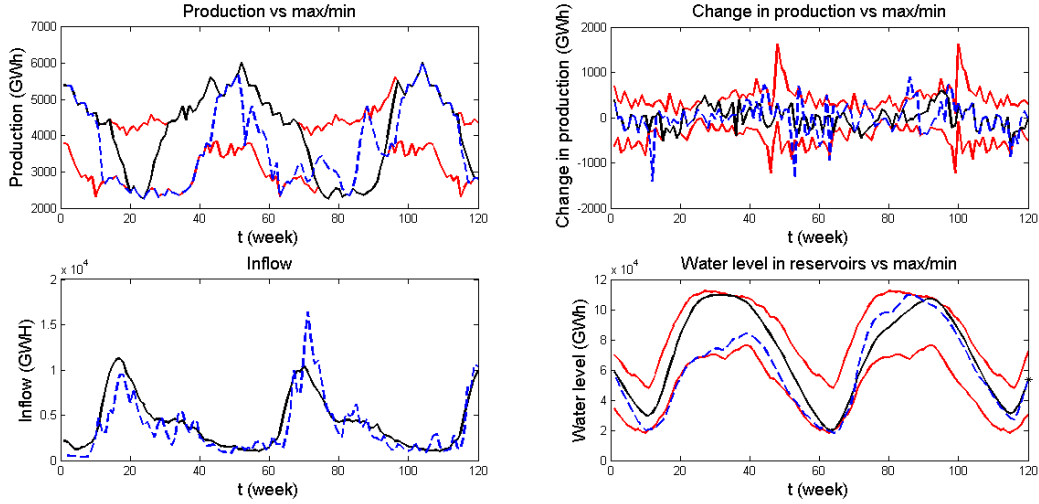 Production vs max/min
7000
6000
5000
4000
3000
2000
Production (GWh)
0 20 40 60 80 100 120
t (week)
Change in production vs max/min
2000
1000
0
-1000
-2000
Change in production (GWh)
0 20 40 60 80 100 120
t (week)
Inflow
x 10^4
2
1.5
1
0.5
0
Inflow (GWH)
0 20 40 60 80 100 120
t (week)
Water level in reservoirs vs max/min
x 10^4
12
10
8
6
4
2
0
Water level (GWh)
0 20 40 60 80 100 120
t (week)